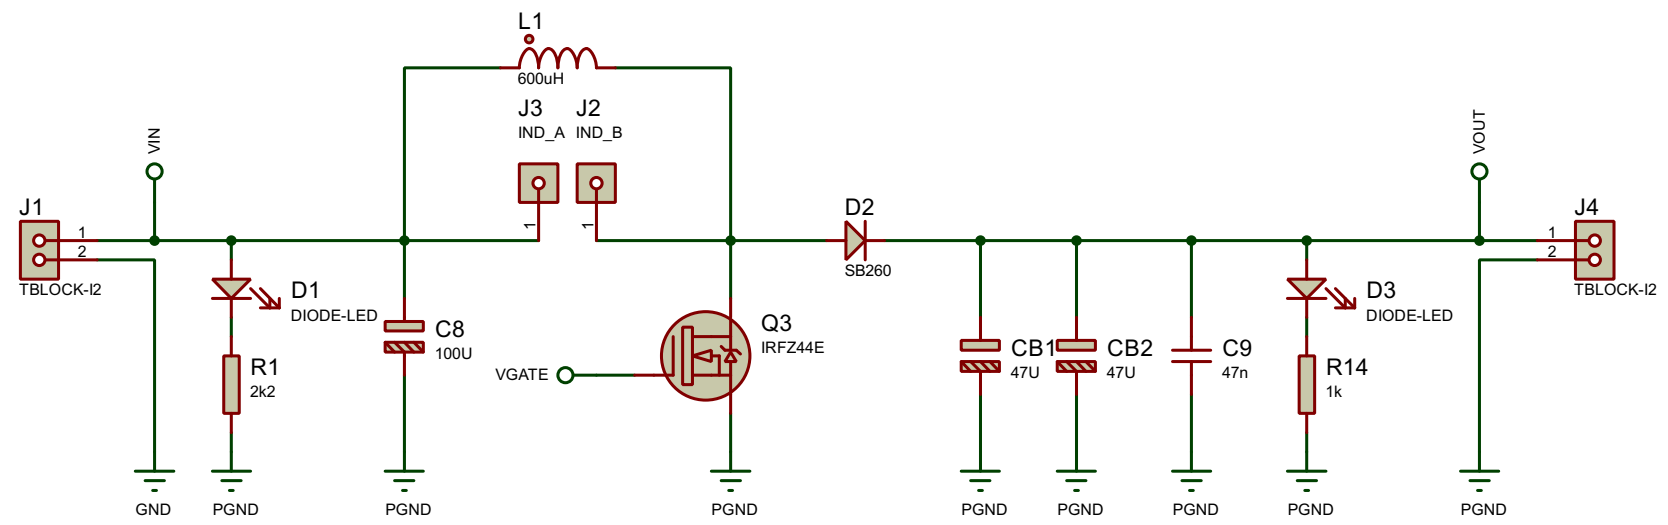 L1
600uH
J3
IND_A
J2
IND_B
1
1
VIN
J1
1
2
TBLOCK-I2
D1
DIODE-LED
R1
2k2
C8
100U
VGATE
Q3
IRFZ44E
D2
SB260
CB1
47U
CB2
47U
C9
47n
D3
DIODE-LED
R14
1k
VOUT
J4
1
2
TBLOCK-I2
GND
PGND
PGND
PGND
PGND
PGND
PGND
PGND
PGND